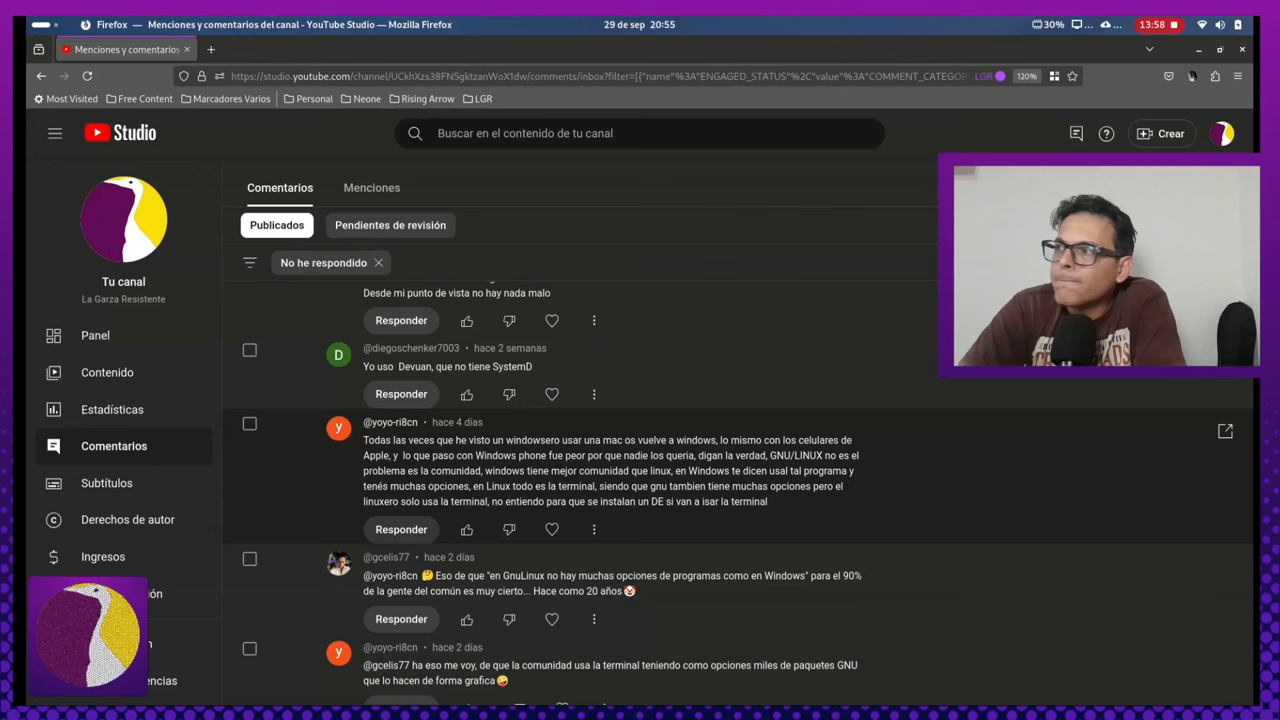 Firefox — Menciones y comentarios del canal - YouTube Studio — Mozilla Firefox
29 de sep 20:55
30%
13:58
Menciones y comentarios
https://studio.youtube.com/channel/UCkhXzs38FN5gktzanWoX1dw/comments/inbox?filter=[{"name"%3A"ENGAGED_STATUS"%2C"value"%3A"COMMENT_CATEGOR
LGR
120%
Most Visited
Free Content
Marcadores Varios
Personal
Neone
Rising Arrow
LGR
Studio
Buscar en el contenido de tu canal
Crear
Tu canal
La Garza Resistente
Panel
Contenido
Estadísticas
Comentarios
Subtítulos
Derechos de autor
Ingresos
Comentarios
Menciones
Publicados
Pendientes de revisión
No he respondido
Desde mi punto de vista no hay nada malo
Responder
D
@diegoschenker7003 • hace 2 semanas
Yo uso Devuan, que no tiene SystemD
Responder
y
@yoyo-ri8cn • hace 4 días
Todas las veces que he visto un windowsero usar una mac os vuelve a windows, lo mismo con los celulares de
Apple, y lo que paso con Windows phone fue peor por que nadie los queria, digan la verdad, GNU/LINUX no es el
problema es la comunidad, windows tiene mejor comunidad que linux, en Windows te dicen usal tal programa y
tenés muchas opciones, en Linux todo es la terminal, siendo que gnu tambien tiene muchas opciones pero el
linuxero solo usa la terminal, no entiendo para que se instalan un DE si van a isar la terminal
Responder
@gcelis77 • hace 2 días
@yoyo-ri8cn 🤔 Eso de que "en GnuLinux no hay muchas opciones de programas como en Windows" para el 90%
de la gente del común es muy cierto... Hace como 20 años🤡
Responder
y
@yoyo-ri8cn • hace 2 días
@gcelis77 ha eso me voy, de que la comunidad usa la terminal teniendo como opciones miles de paquetes GNU
que lo hacen de forma grafica🤪